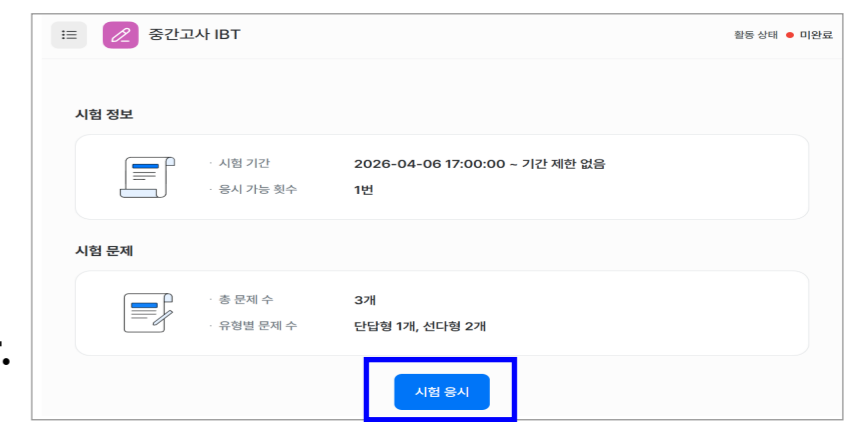 중간고사 IBT
활동 상태 ● 미완료
시험 정보
· 시험 기간 2026-04-06 17:00:00 ~ 기간 제한 없음
· 응시 가능 횟수 1번
시험 문제
· 총 문제 수 3개
· 유형별 문제 수 단답형 1개, 선다형 2개
시험 응시